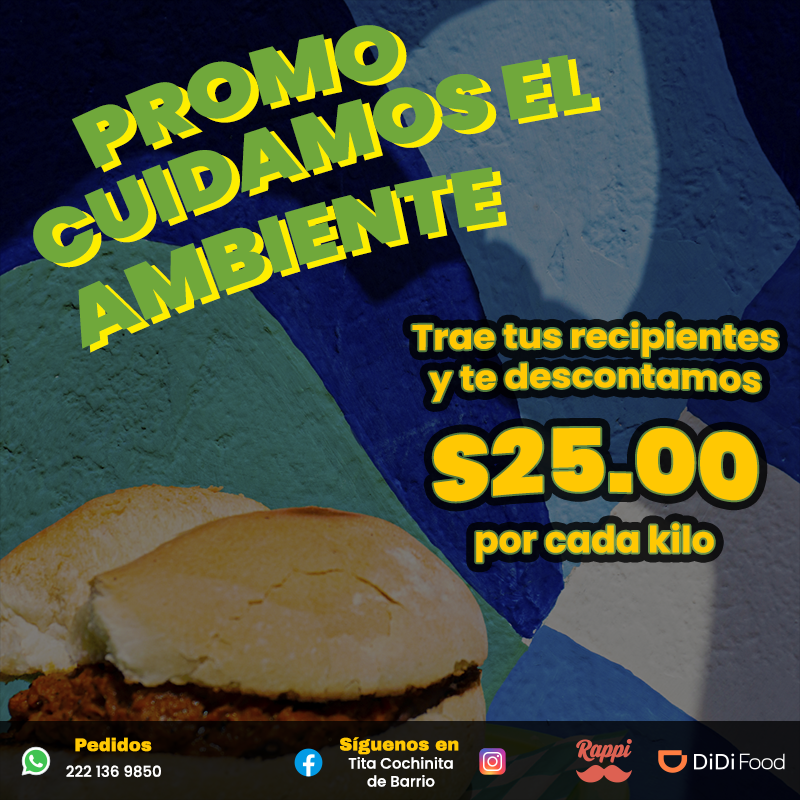 PROMO
CUIDAMOS EL
AMBIENTE
Trae tus recipientes
y te descontamos
$25.00
por cada kilo
Pedidos
222 136 9850
Síguenos en
Tita Cochinita
de Barrio
Rappi
DiDi Food